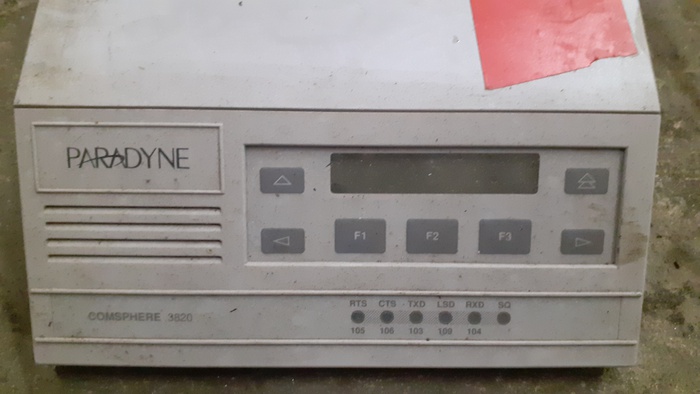 PARADYNE
F1 F2 F3
COMSPHERE 3820
RTS CTS TXD LSD RXD SQ
105 106 103 109 104